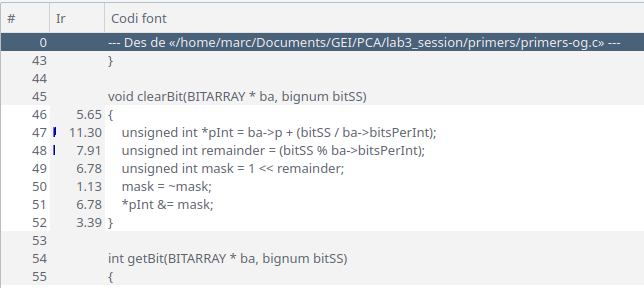 # Ir Codi font
0 --- Des de «/home/marc/Documents/GEI/PCA/lab3_session/primers/primers-og.c» ---
43 }
44
45 void clearBit(BITARRAY * ba, bignum bitSS)
46 5.65 {
47 11.30 unsigned int *pInt = ba->p + (bitSS / ba->bitsPerInt);
48 7.91 unsigned int remainder = (bitSS % ba->bitsPerInt);
49 6.78 unsigned int mask = 1 << remainder;
50 1.13 mask = ~mask;
51 6.78 *pInt &= mask;
52 3.39 }
53
54 int getBit(BITARRAY * ba, bignum bitSS)
55 {